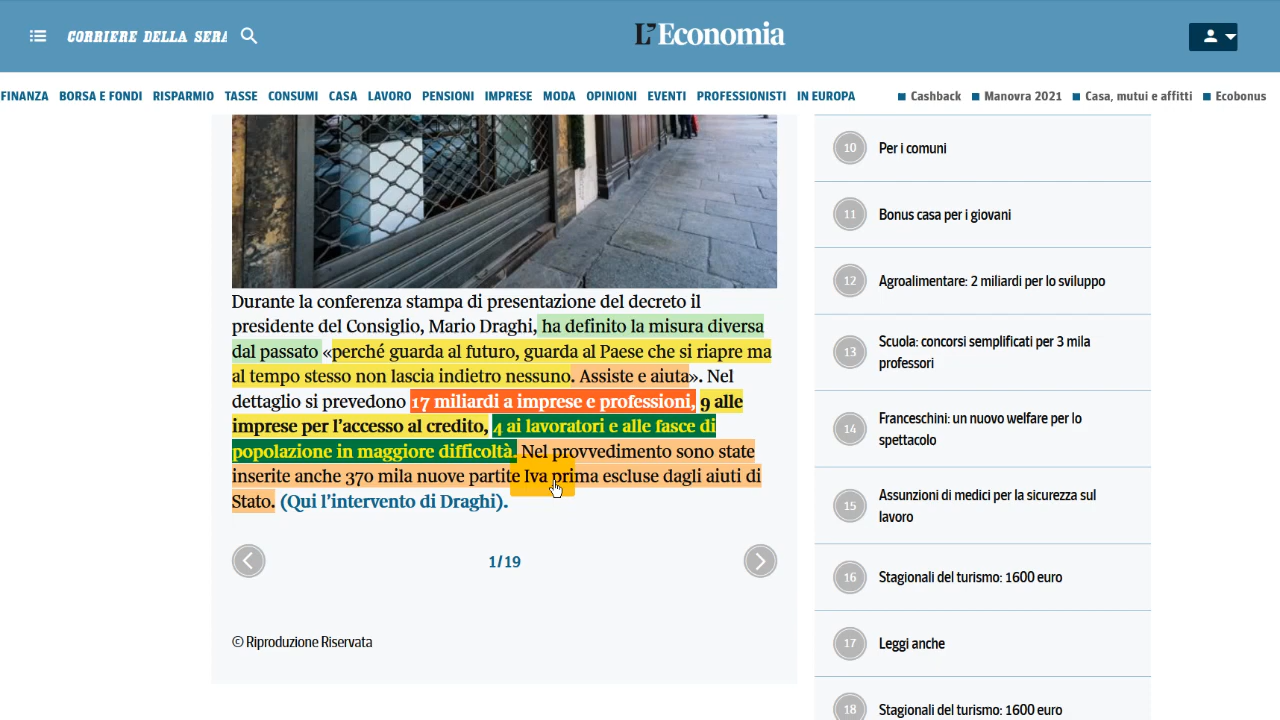 CORRIERE DELLA SERA
L'Economia
FINANZA BORSA E FONDI RISPARMIO TASSE CONSUMI CASA LAVORO PENSIONI IMPRESE MODA OPINIONI EVENTI PROFESSIONISTI IN EUROPA
Cashback Manovra 2021 Casa, mutui e affitti Ecobonus
Durante la conferenza stampa di presentazione del decreto il
presidente del Consiglio, Mario Draghi, ha definito la misura diversa
dal passato «perché guarda al futuro, guarda al Paese che si riapre ma
al tempo stesso non lascia indietro nessuno. Assiste e aiuta». Nel
dettaglio si prevedono 17 miliardi a imprese e professioni, 9 alle
imprese per l'accesso al credito, 4 ai lavoratori e alle fasce di
popolazione in maggiore difficoltà. Nel provvedimento sono state
inserite anche 370 mila nuove partite Iva prima escluse dagli aiuti di
Stato. (Qui l'intervento di Draghi).
1/19
© Riproduzione Riservata
10 Per i comuni
11 Bonus casa per i giovani
12 Agroalimentare: 2 miliardi per lo sviluppo
13 Scuola: concorsi semplificati per 3 mila
professori
14 Franceschini: un nuovo welfare per lo
spettacolo
15 Assunzioni di medici per la sicurezza sul
lavoro
16 Stagionali del turismo: 1600 euro
17 Leggi anche
18 Stagionali del turismo: 1600 euro